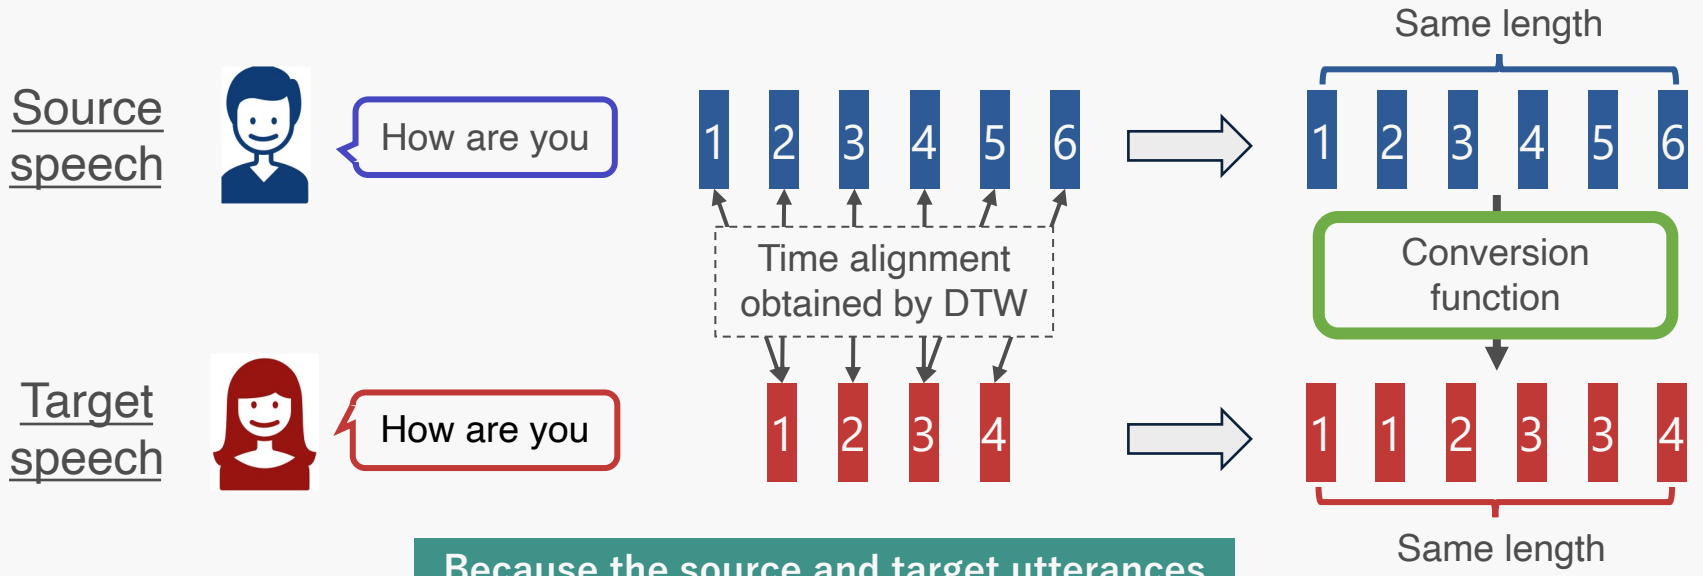 Same length
Source
speech
How are you
1 2 3 4 5 6
1 2 3 4 5 6
Time alignment
obtained by DTW
Conversion
function
Target
speech
How are you
1 2 3 4
1 1 2 3 3 4
Same length
Because the source and target utterances